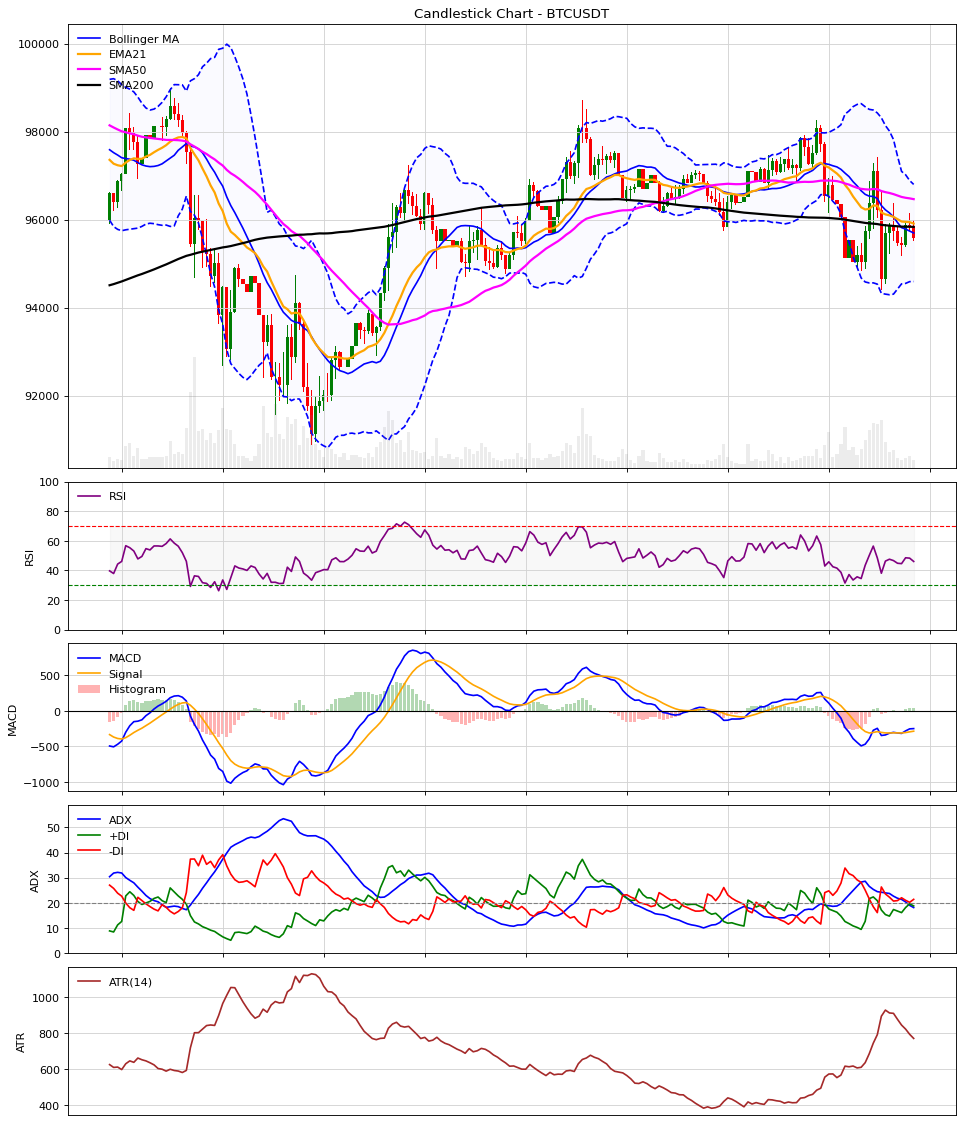 Candlestick Chart - BTCUSDT
Bollinger MA
EMA21
SMA50
SMA200
100000
98000
96000
94000
92000
RSI
RSI
100
80
60
40
20
0
MACD
Signal
Histogram
MACD
500
0
−500
−1000
ADX
+DI
-DI
ADX
50
40
30
20
10
0
ATR(14)
ATR
1000
800
600
400